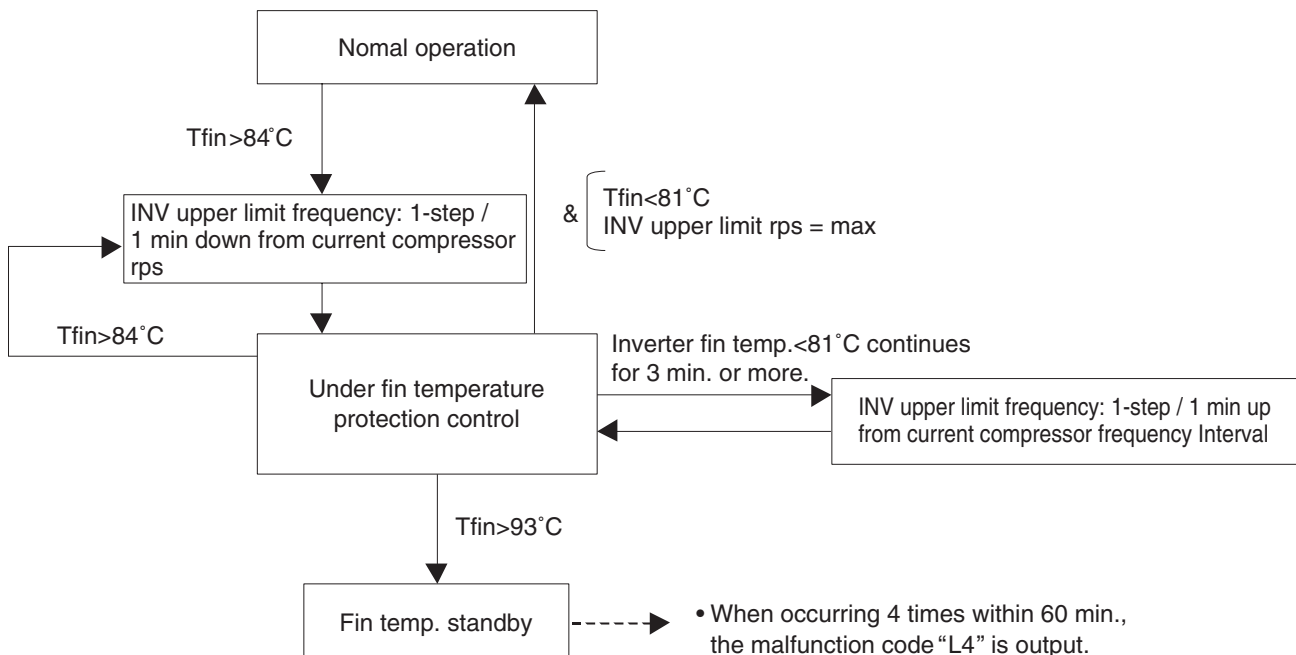 Nomal operation
Tfin>84˚C
&
Tfin<81˚C
INV upper limit rps = max
INV upper limit frequency: 1-step /
1 min down from current compressor
rps
Tfin>84˚C
Under fin temperature
protection control
Inverter fin temp.<81˚C continues
for 3 min. or more.
INV upper limit frequency: 1-step / 1 min up
from current compressor frequency Interval
Tfin>93˚C
Fin temp. standby
• When occurring 4 times within 60 min.,
the malfunction code “L4” is output.